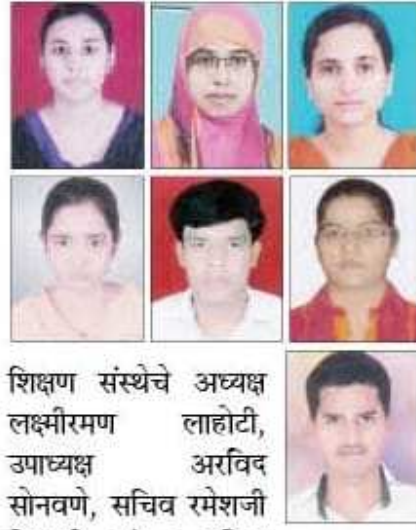 शिक्षण संस्थेचे अध्यक्ष
लक्ष्मीरमण लाहोटी,
उपाध्यक्ष अरविद
सोनवणे, सचिव रमेशजी